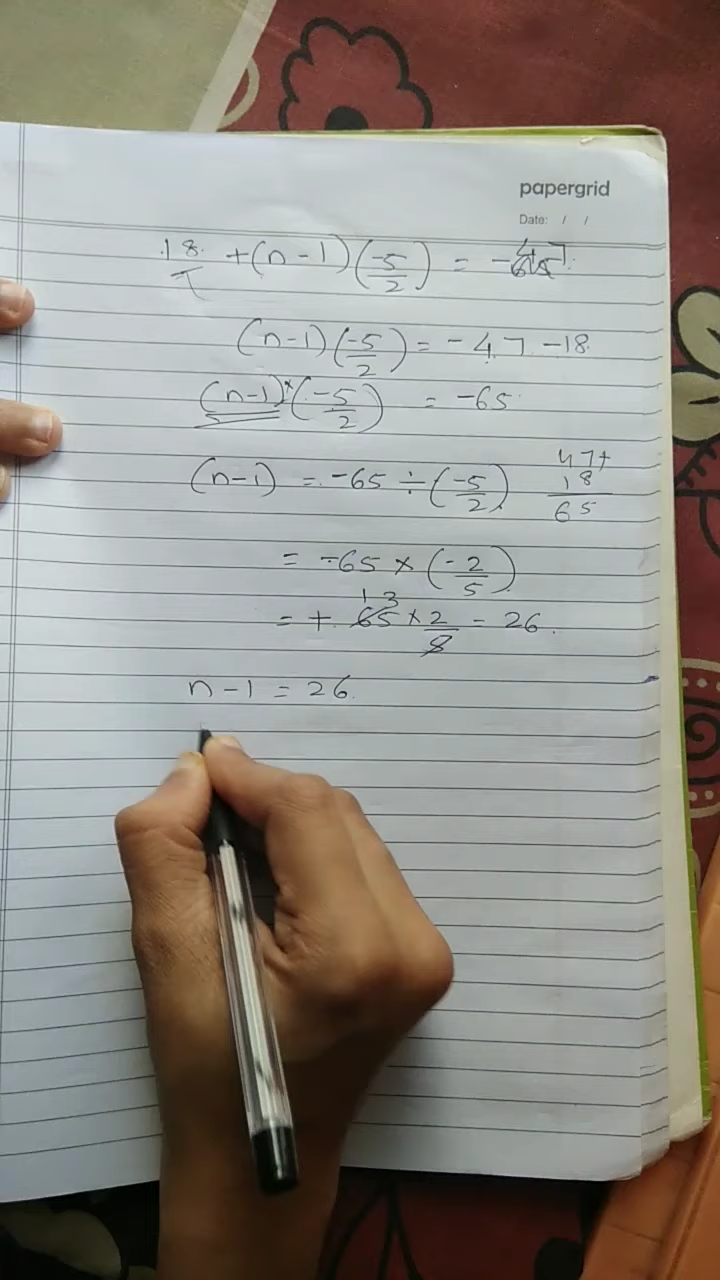 papergrid
Date: / /
18 + (n-1) (-5/2) = -47
(n-1) (-5/2) = -47 -18
(n-1) × (-5/2) = -65
(n-1) = -65 ÷ (-5/2)
47+
18
65
= -65 × (-2/5)
13
= + 65 × 2/5 = 26.
n-1 = 26.